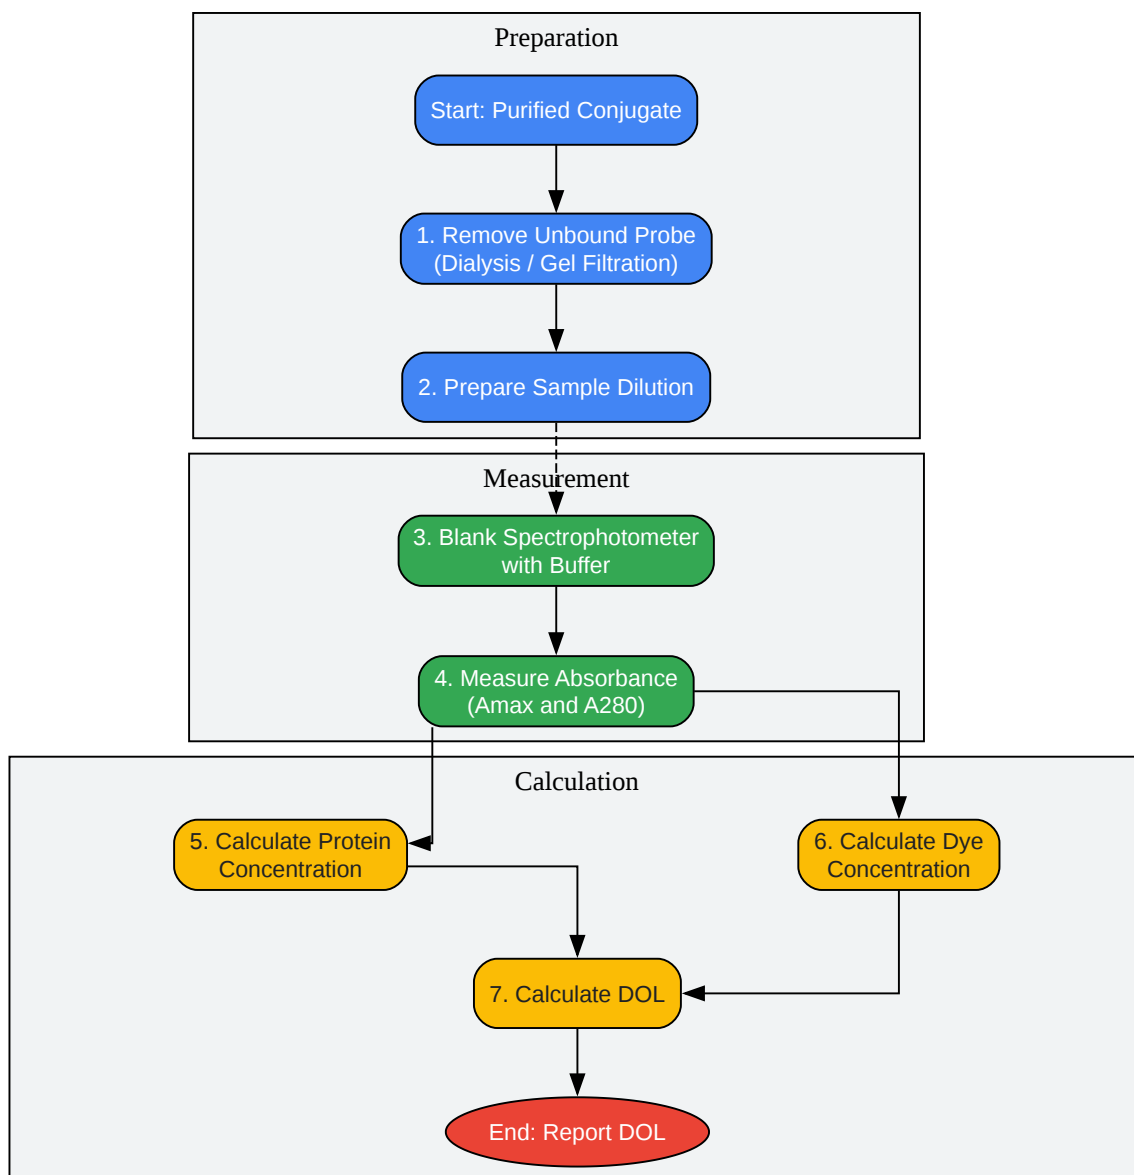 Preparation
Start: Purified Conjugate
1. Remove Unbound Probe
(Dialysis / Gel Filtration)
2. Prepare Sample Dilution
Measurement
3. Blank Spectrophotometer
with Buffer
4. Measure Absorbance
(Amax and A280)
Calculation
5. Calculate Protein
Concentration
6. Calculate Dye
Concentration
7. Calculate DOL
End: Report DOL